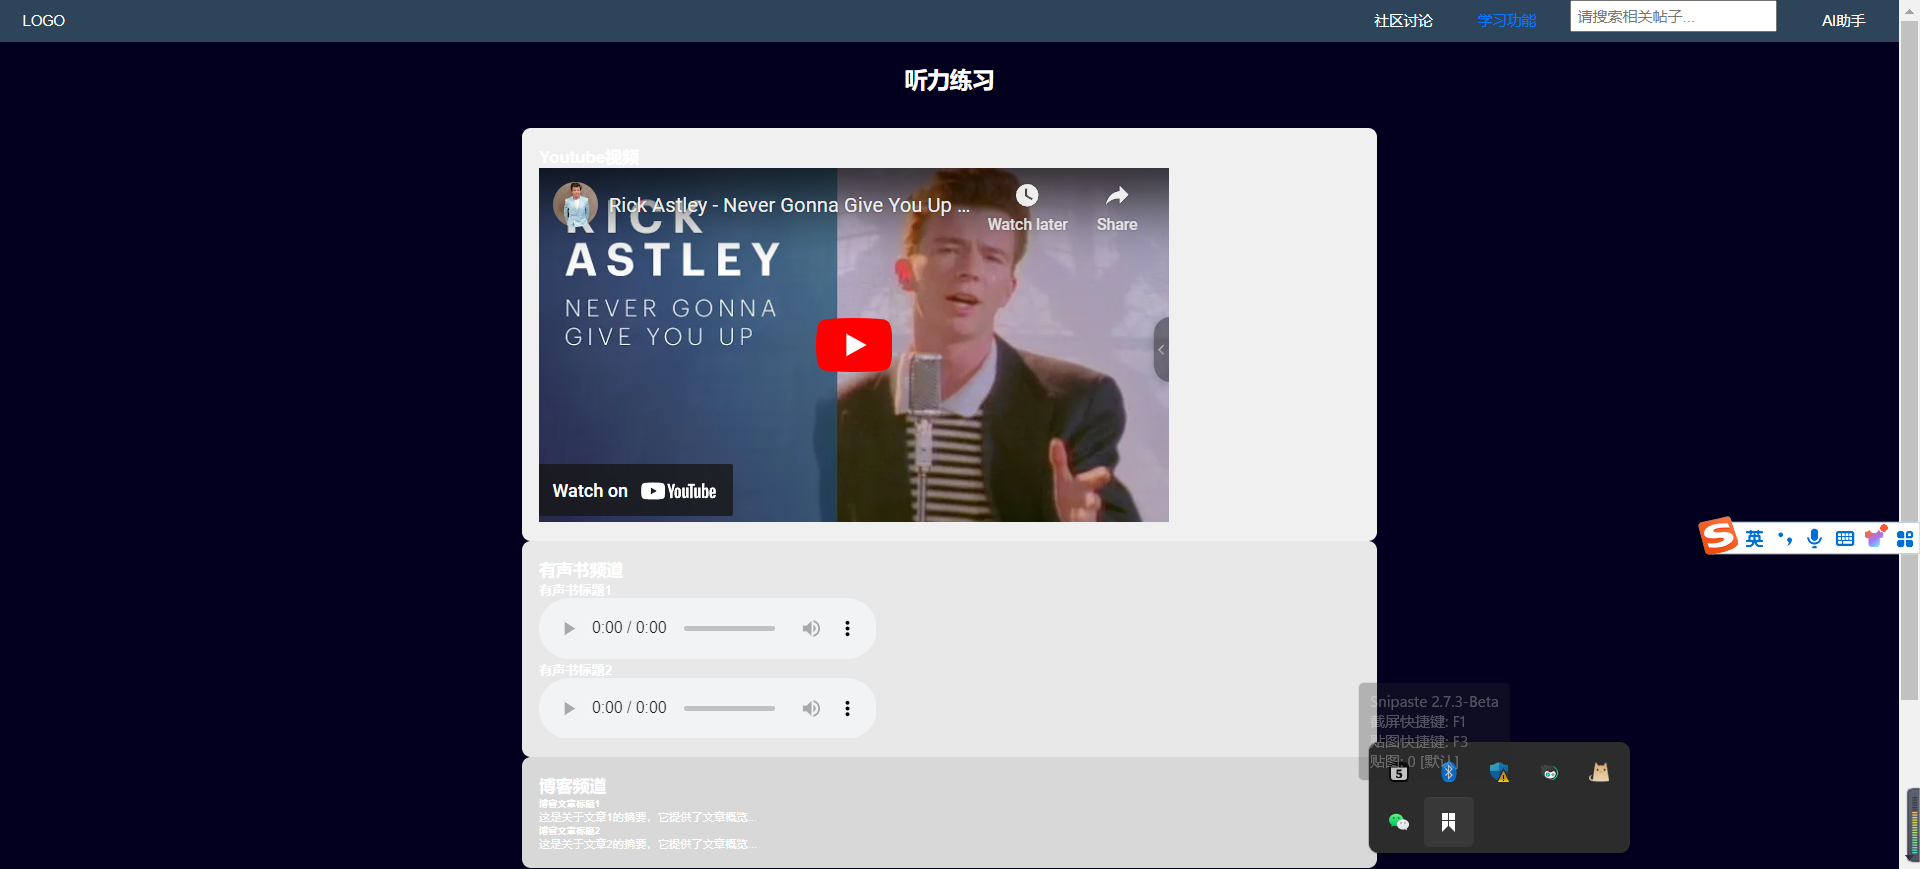 LOGO
社区讨论
学习功能
请搜索相关帖子...
AI助手
听力练习
Youtube视频
Rick Astley - Never Gonna Give You Up ...
Watch later
Share
RICK
ASTLEY
NEVER GONNA
GIVE YOU UP
Watch on YouTube
有声书频道
有声书标题1
0:00 / 0:00
有声书标题2
0:00 / 0:00
博客频道
博客文章标题1
这是关于文章1的摘要，它提供了文章概览...
博客文章标题2
这是关于文章2的摘要，它提供了文章概览...
英
Snipaste 2.7.3-Beta
截屏快捷键: F1
贴图快捷键: F3
贴图: 0 [默认]
5